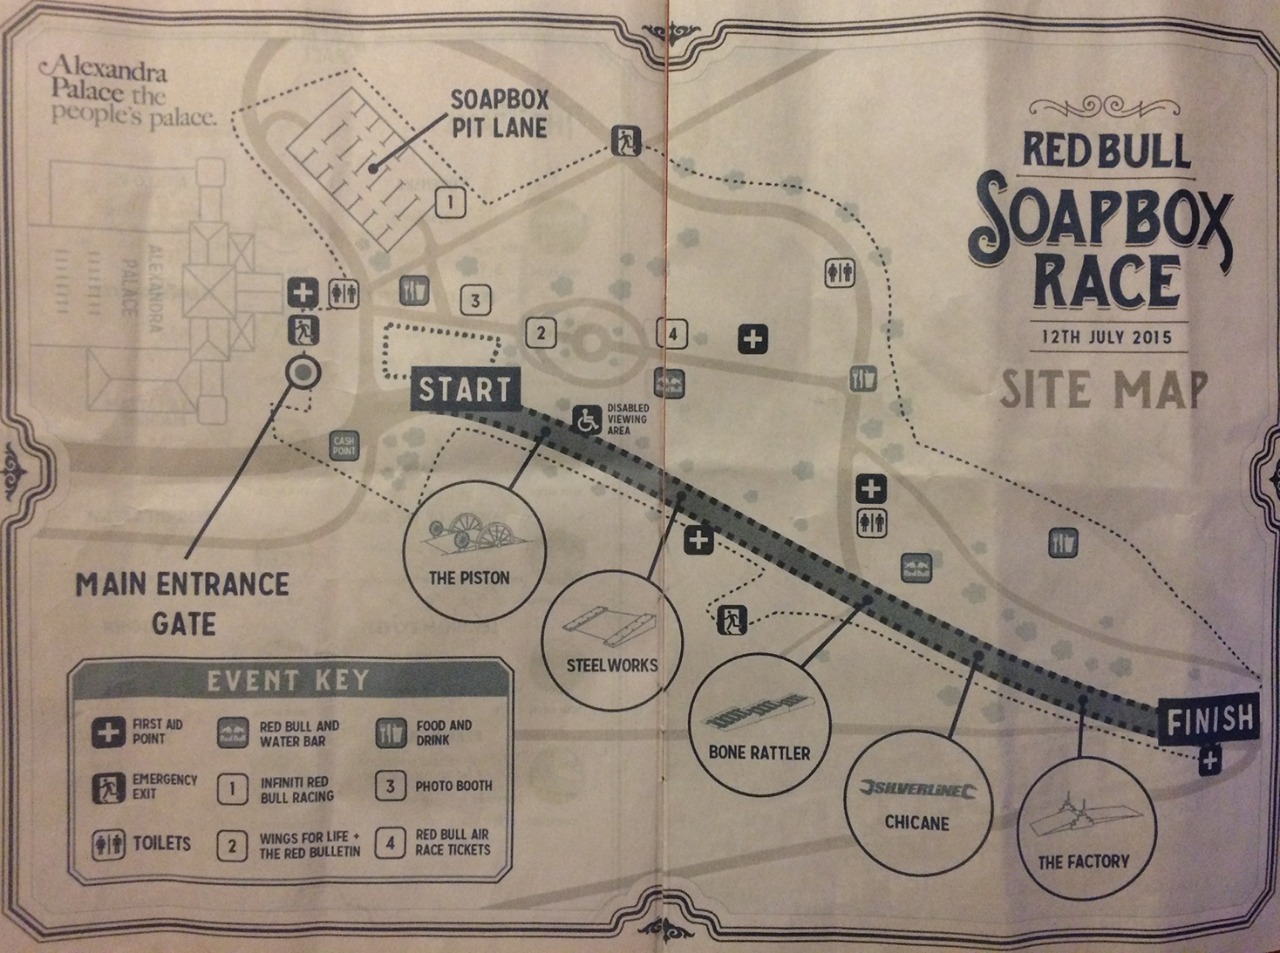 Alexandra
Palace the
people's palace.
SOAPBOX
PIT LANE
RED BULL
SOAPBOX
RACE
12TH JULY 2015
SITE MAP
1
ALEXANDRA
PALACE
3
2
4
START
DISABLED
VIEWING
AREA
CASH
POINT
MAIN ENTRANCE
GATE
THE PISTON
STEELWORKS
BONE RATTLER
SILVERLINE
CHICANE
THE FACTORY
FINISH
EVENT KEY
FIRST AID
POINT
RED BULL AND
WATER BAR
FOOD AND
DRINK
EMERGENCY
EXIT
1
INFINITI RED
BULL RACING
3
PHOTO BOOTH
TOILETS
2
WINGS FOR LIFE +
THE RED BULLETIN
4
RED BULL AIR
RACE TICKETS